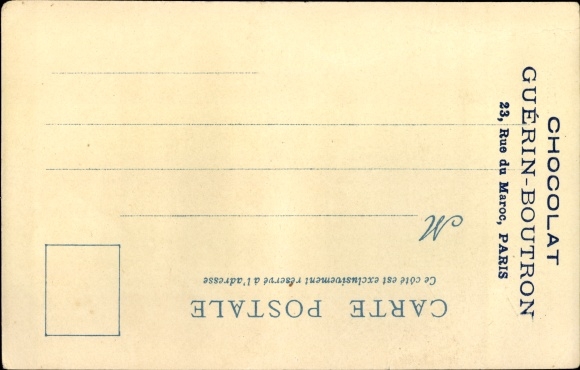 CARTE POSTALE
Ce côté est exclusivement réservé à l'adresse
M
CHOCOLAT
GUÉRIN-BOUTRON
23, Rue du Maroc, PARIS